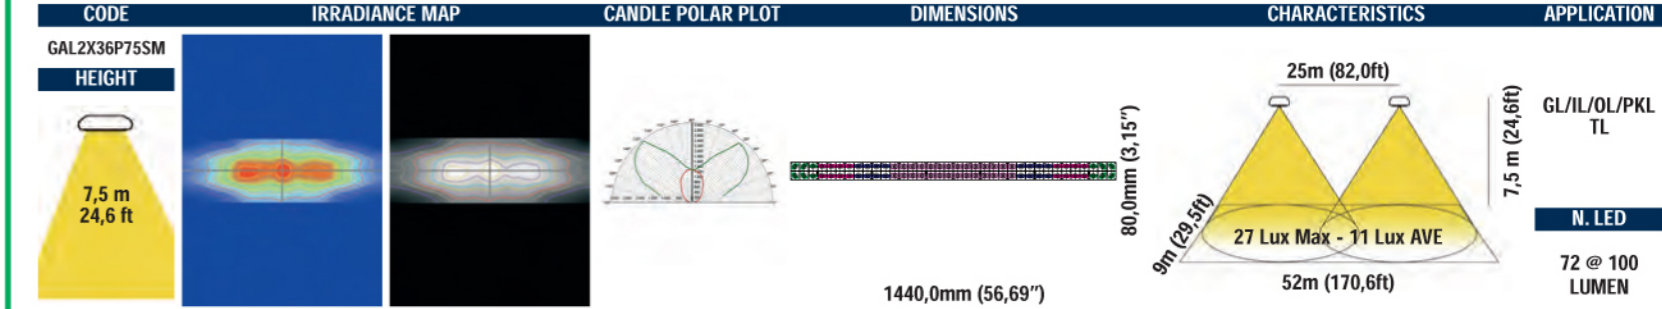 CODE
IRRADIANCE MAP
CANDLE POLAR PLOT
DIMENSIONS
CHARACTERISTICS
APPLICATION
GAL2X36P75SM
HEIGHT
7,5 m
24,6 ft
80,0mm (3,15”)
1440,0mm (56,69”)
25m (82,0ft)
7,5 m (24,6ft)
9m (29,5ft)
27 Lux Max - 11 Lux AVE
52m (170,6ft)
GL/IL/OL/PKL
TL
N. LED
72 @ 100
LUMEN